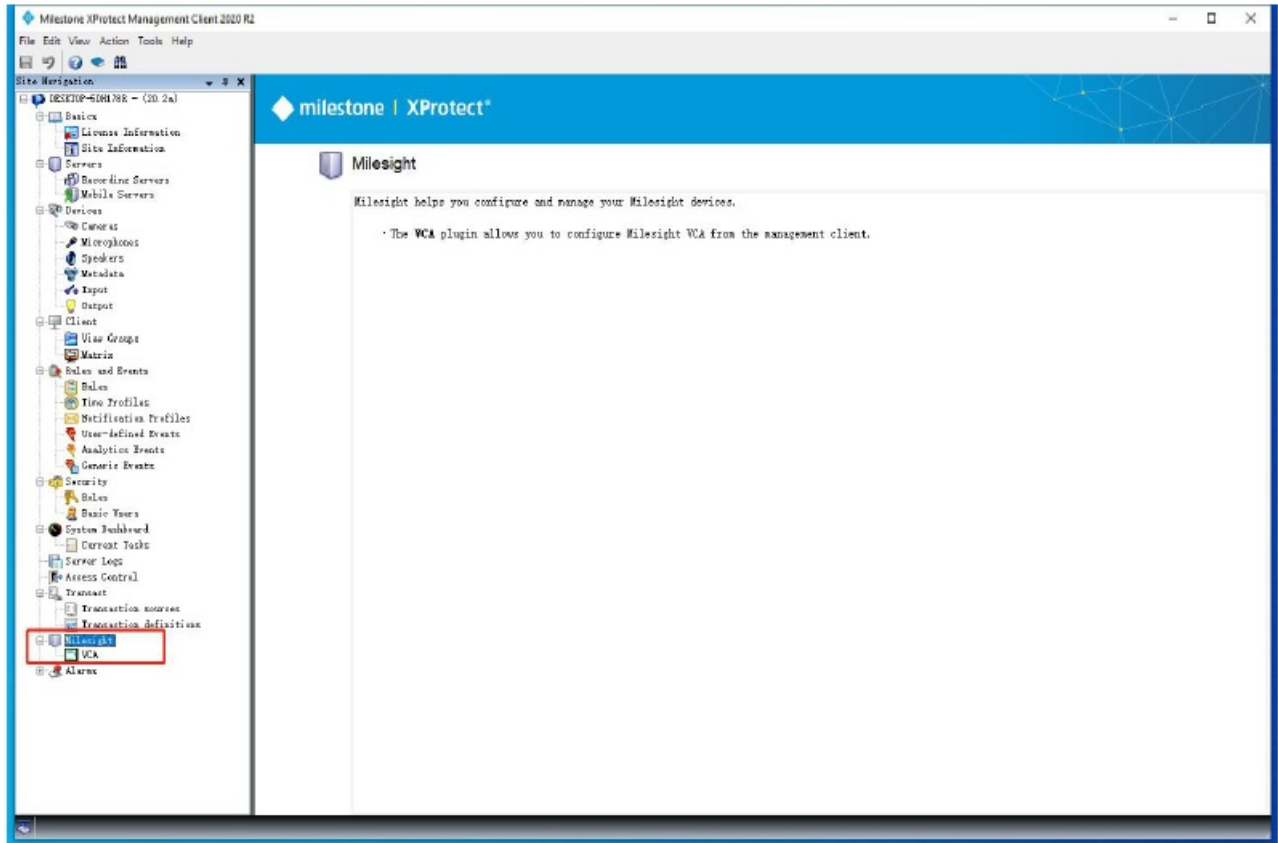 Milestone XProtect Management Client 2020 R2
File Edit View Action Tools Help
Site Navigation
DESKTOP-5DH178R - (20.2a)
Basics
License Information
Site Information
Servers
Recording Servers
Mobile Servers
Devices
Cameras
Microphones
Speakers
Metadata
Input
Output
Client
View Groups
Matrix
Rules and Events
Rules
Time Profiles
Notification Profiles
User-defined Events
Analytics Events
Generic Events
Security
Roles
Basic Users
System Dashboard
Current Tasks
Server Logs
Access Control
Transact
Transaction sources
Transaction definitions
Milesight
VCA
Alarms
milestone | XProtect®
Milesight
Milesight helps you configure and manage your Milesight devices.
· The VCA plugin allows you to configure Milesight VCA from the management client.